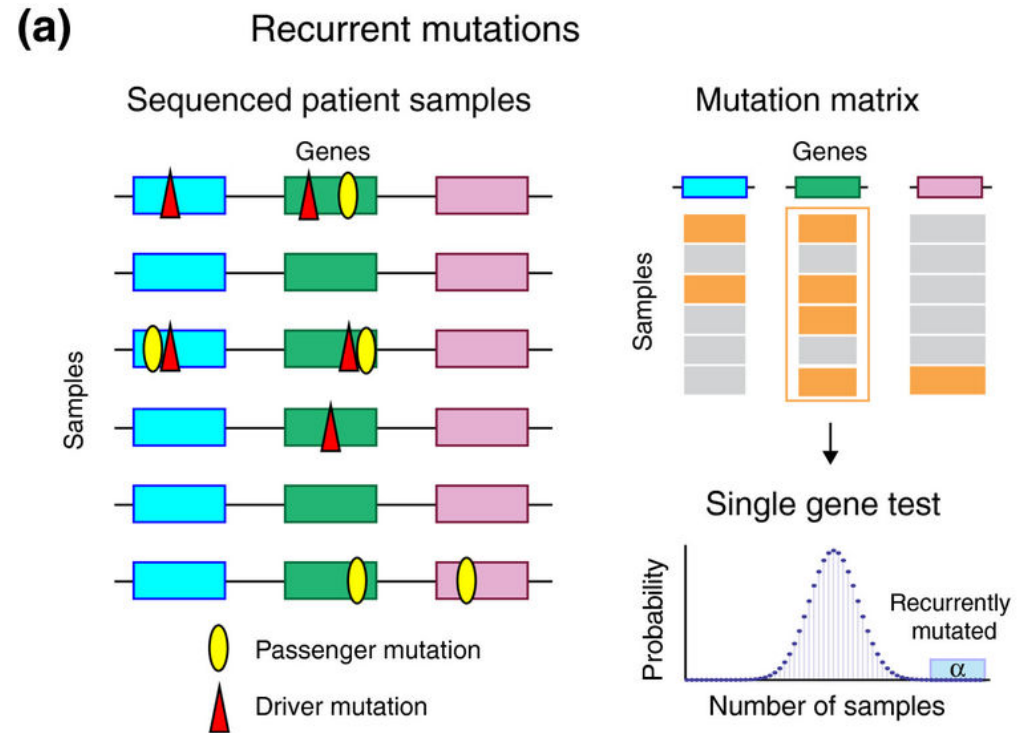 (a)
Recurrent mutations
Sequenced patient samples
Genes
Samples
Passenger mutation
Driver mutation
Mutation matrix
Genes
Samples
Single gene test
Probability
Recurrently
mutated
α
Number of samples